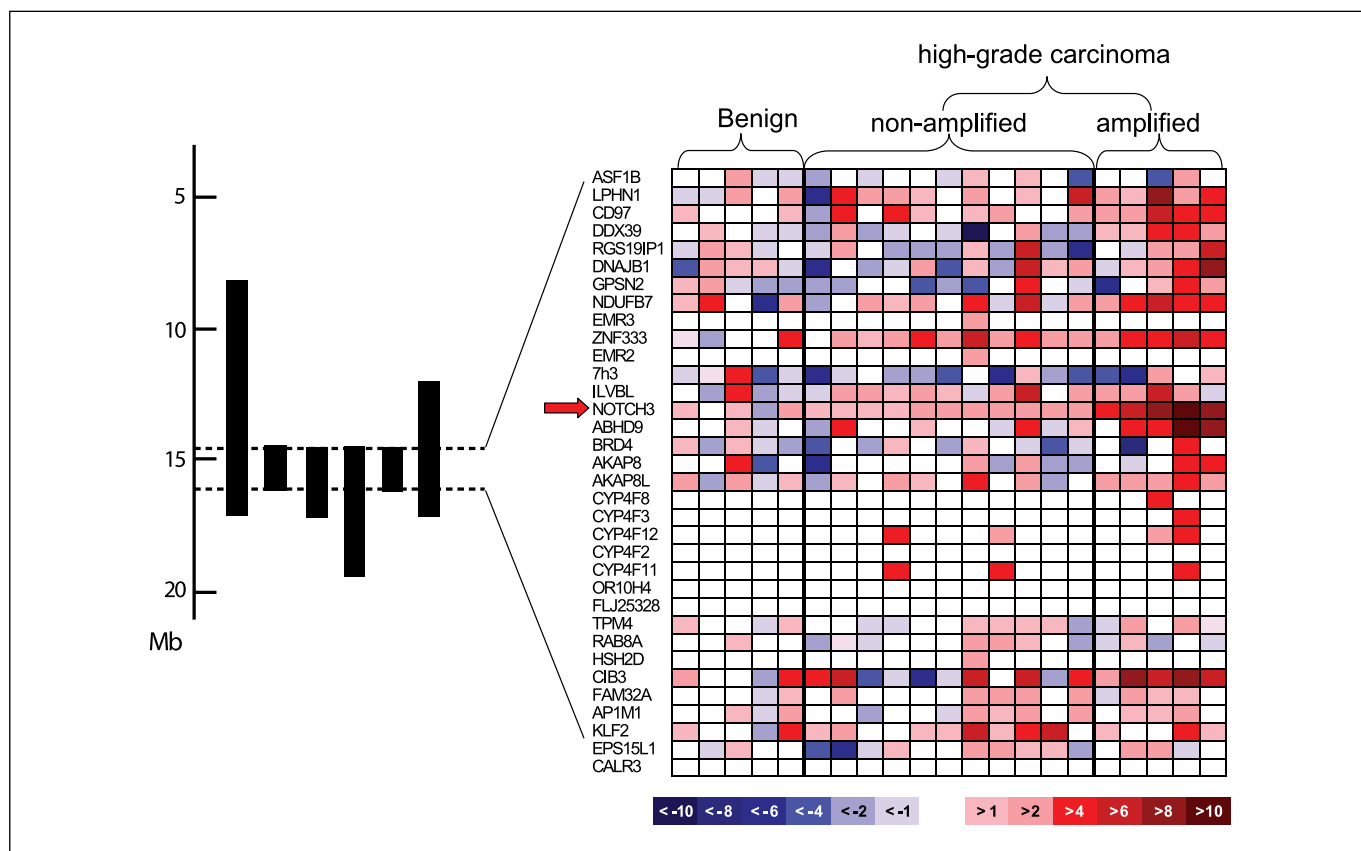 high-grade carcinoma
Benign non-amplified amplified
5
10
15
20
Mb
ASF1B
LPHN1
CD97
DDX39
RGS19IP1
DNAJB1
GPSN2
NDUFB7
EMR3
ZNF333
EMR2
7h3
ILVBL
NOTCH3
ABHD9
BRD4
AKAP8
AKAP8L
CYP4F8
CYP4F3
CYP4F12
CYP4F2
CYP4F11
OR10H4
FLJ25328
TPM4
RAB8A
HSH2D
CIB3
FAM32A
AP1M1
KLF2
EPS15L1
CALR3
<-10 <-8 <-6 <-4 <-2 <-1 >1 >2 >4 >6 >8 >10